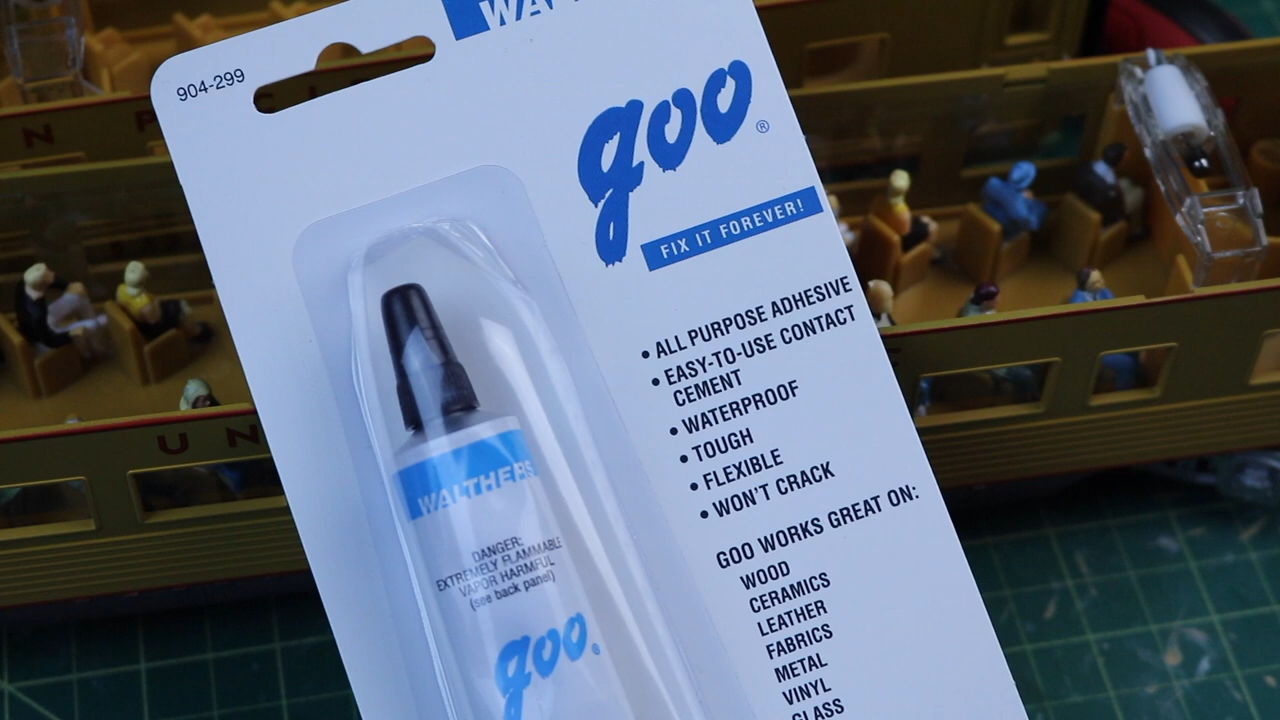 904-299
goo®
FIX IT FOREVER!
• ALL PURPOSE ADHESIVE
• EASY-TO-USE CONTACT
CEMENT
• WATERPROOF
• TOUGH
• FLEXIBLE
• WON'T CRACK
GOO WORKS GREAT ON:
WOOD
CERAMICS
LEATHER
FABRICS
METAL
VINYL
GLASS
WALTHERS
DANGER:
EXTREMELY FLAMMABLE
VAPOR HARMFUL
(see back panel)
goo®
N P
U N